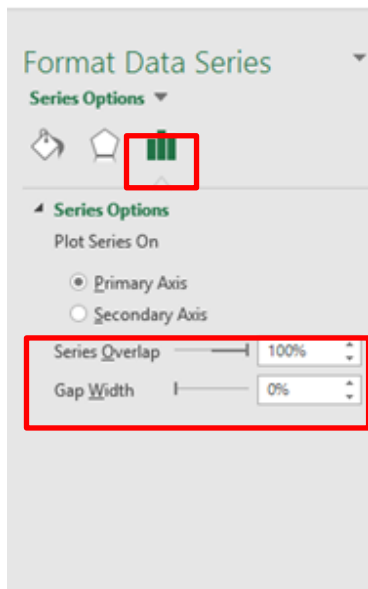 Format Data Series
Series Options
Series Options
Plot Series On
Primary Axis
Secondary Axis
Series Overlap 100%
Gap Width 0%